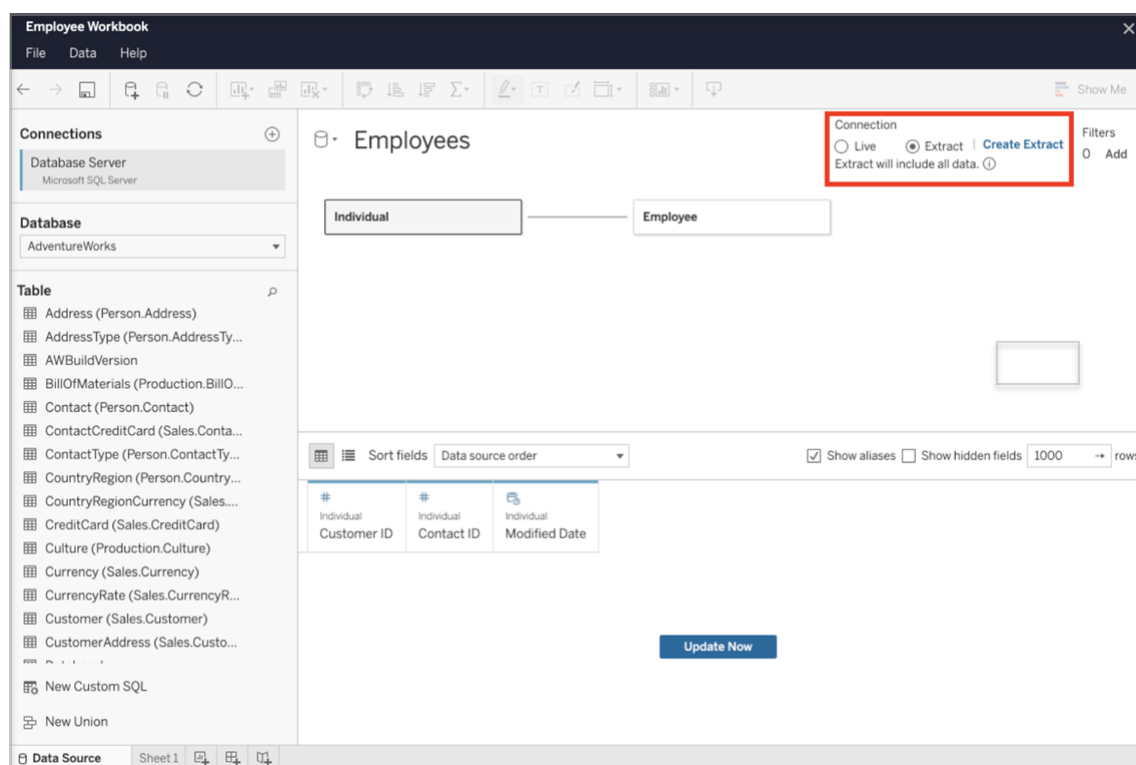 Employee Workbook
File Data Help
Show Me
Connections
Database Server
Microsoft SQL Server
Database
AdventureWorks
Table
Address (Person.Address)
AddressType (Person.AddressTy...
AWBuildVersion
BillOfMaterials (Production.BillO...
Contact (Person.Contact)
ContactCreditCard (Sales.Conta...
ContactType (Person.ContactTy...
CountryRegion (Person.Country...
CountryRegionCurrency (Sales....
CreditCard (Sales.CreditCard)
Culture (Production.Culture)
Currency (Sales.Currency)
CurrencyRate (Sales.CurrencyR...
Customer (Sales.Customer)
CustomerAddress (Sales.Custo...
New Custom SQL
New Union
Employees
Connection
Live Extract Create Extract
Extract will include all data.
Filters
0 Add
Individual Employee
Sort fields Data source order Show aliases Show hidden fields 1000 rows
Individual Individual Individual
Customer ID Contact ID Modified Date
Update Now
Data Source Sheet 1